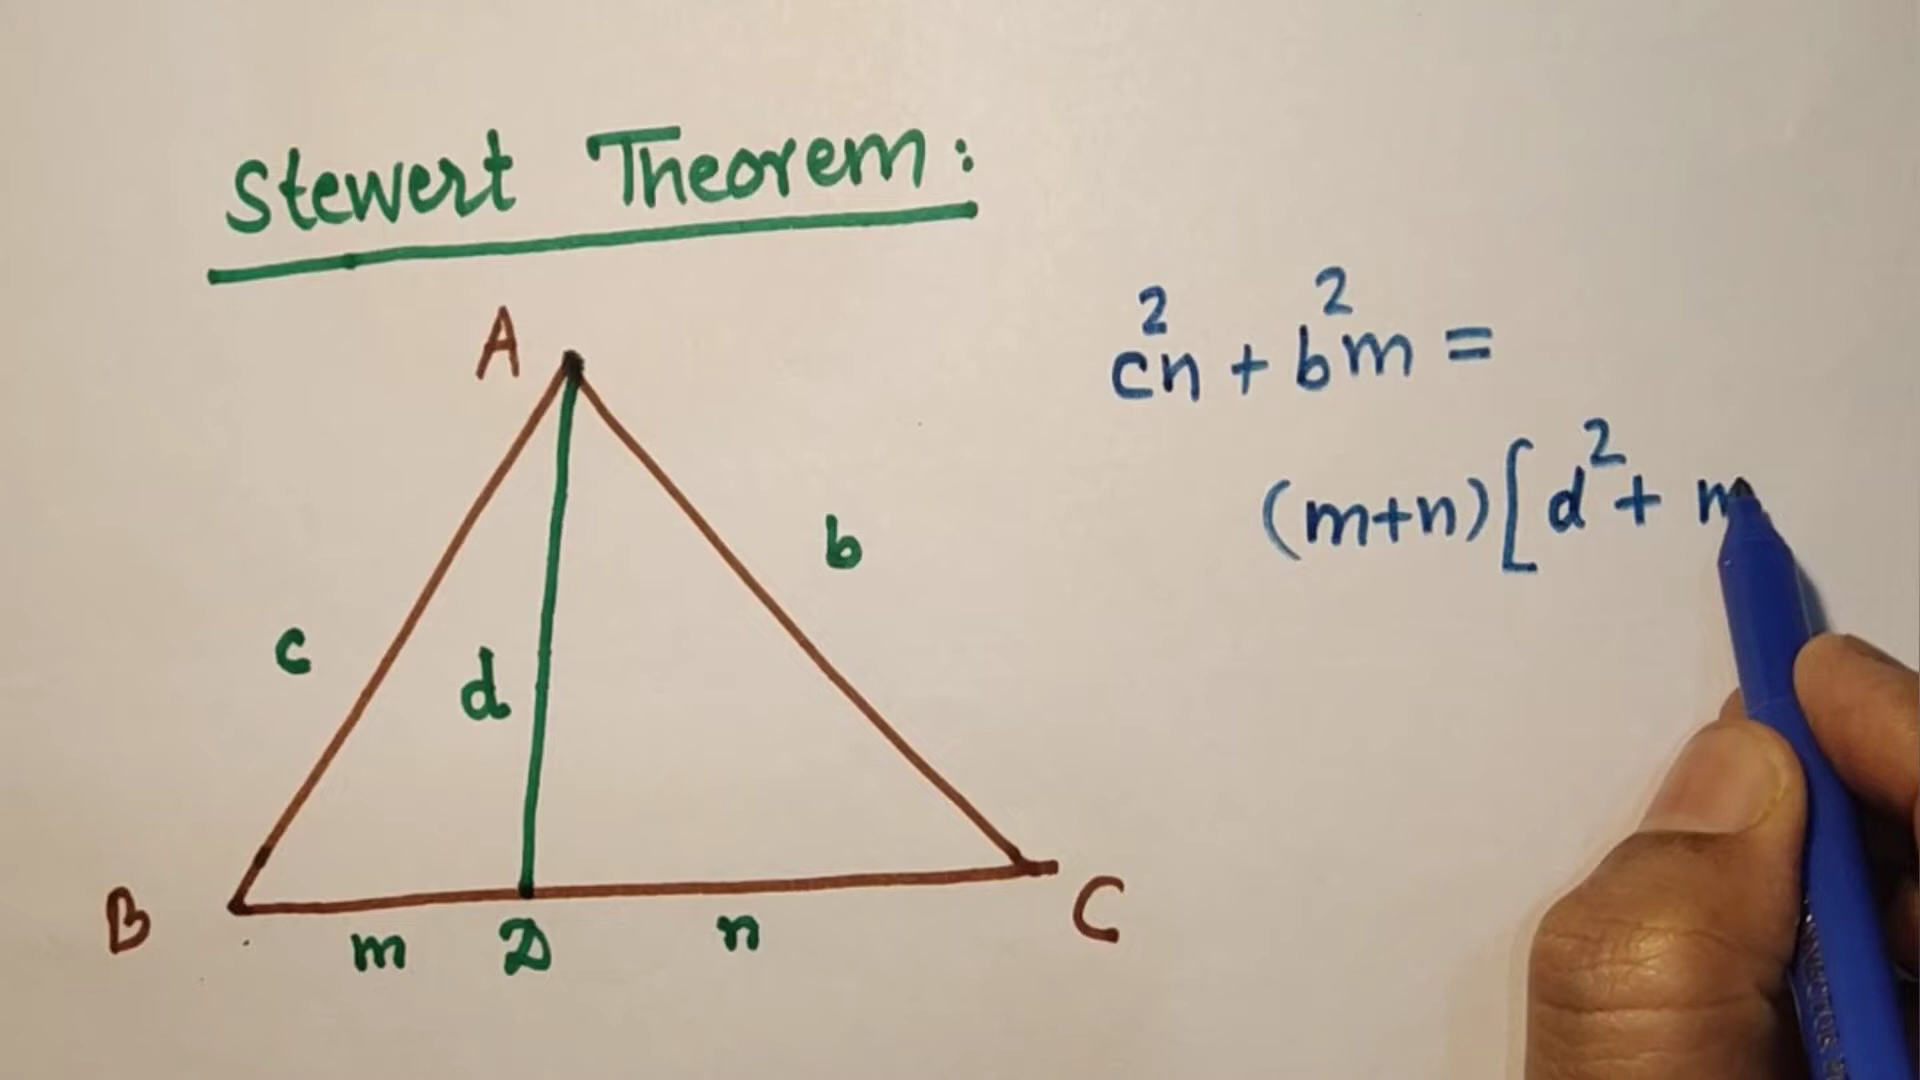 Stewert Theorem:
A
c²n + b²m =
(m+n)[d² + m
b
c
d
B
m
D
n
C